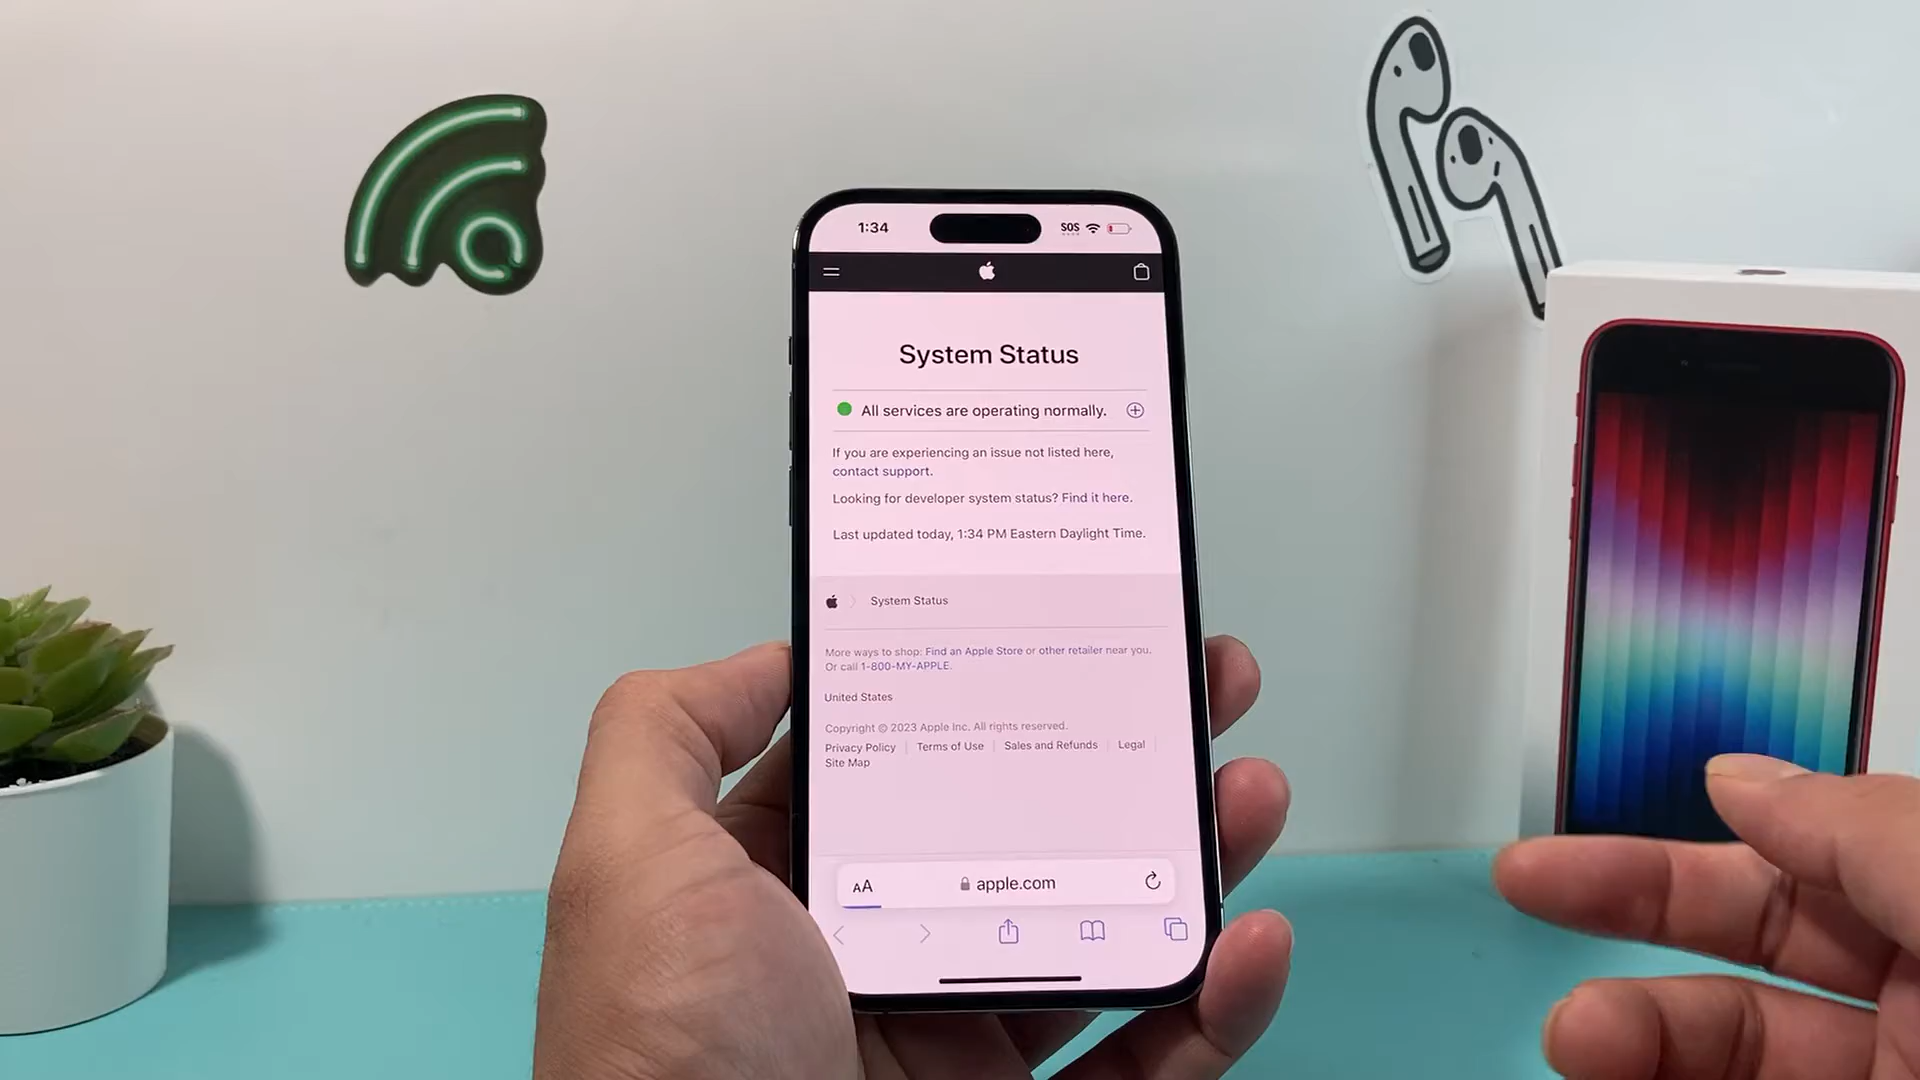 1:34
SOS
System Status
All services are operating normally.
If you are experiencing an issue not listed here,
contact support.
Looking for developer system status? Find it here.
Last updated today, 1:34 PM Eastern Daylight Time.
System Status
More ways to shop: Find an Apple Store or other retailer near you.
Or call 1-800-MY-APPLE.
United States
Copyright © 2023 Apple Inc. All rights reserved.
Privacy Policy Terms of Use Sales and Refunds Legal
Site Map
AA apple.com